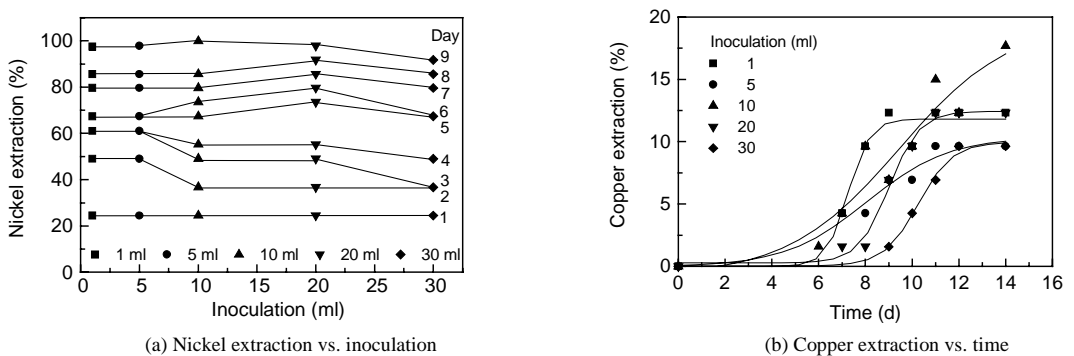 Nickel extraction (%)
100
80
60
40
20
0
Day
9
8
7
6
5
4
3
2
1
1 ml 5 ml 10 ml 20 ml 30 ml
0 5 10 15 20 25 30
Inoculation (ml)
(a) Nickel extraction vs. inoculation
Copper extraction (%)
20
15
10
5
0
Inoculation (ml)
1
5
10
20
30
0 2 4 6 8 10 12 14 16
Time (d)
(b) Copper extraction vs. time